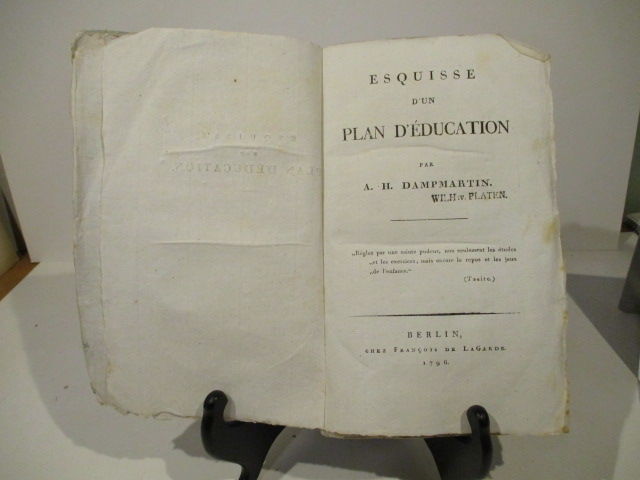 ESQUISSE
D'UN
PLAN D'ÉDUCATION
PAR
A. H. DAMPMARTIN.
WILH. v. PLATEN.
„Réglez par une sainte pudeur, non seulement les études
„et les exercices; mais encore le repos et les jeux
„de l'enfance.“
(Tacite.)
BERLIN,
CHEZ FRANÇOIS DE LAGARDE.
1796.